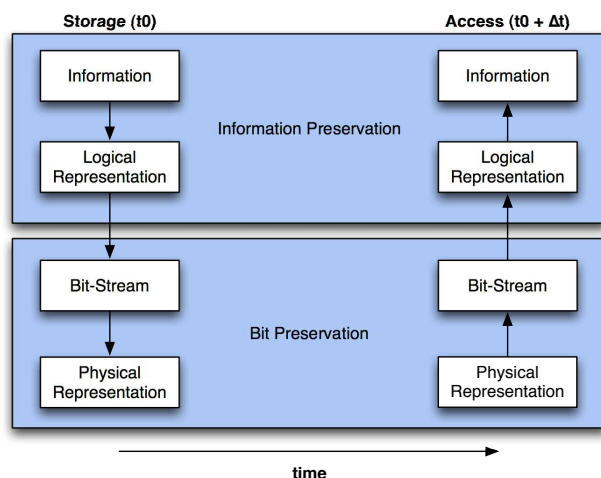 Storage (t0)
Access (t0 + Δt)
Information
Information
Information Preservation
Logical
Representation
Logical
Representation
Bit-Stream
Bit-Stream
Bit Preservation
Physical
Representation
Physical
Representation
time